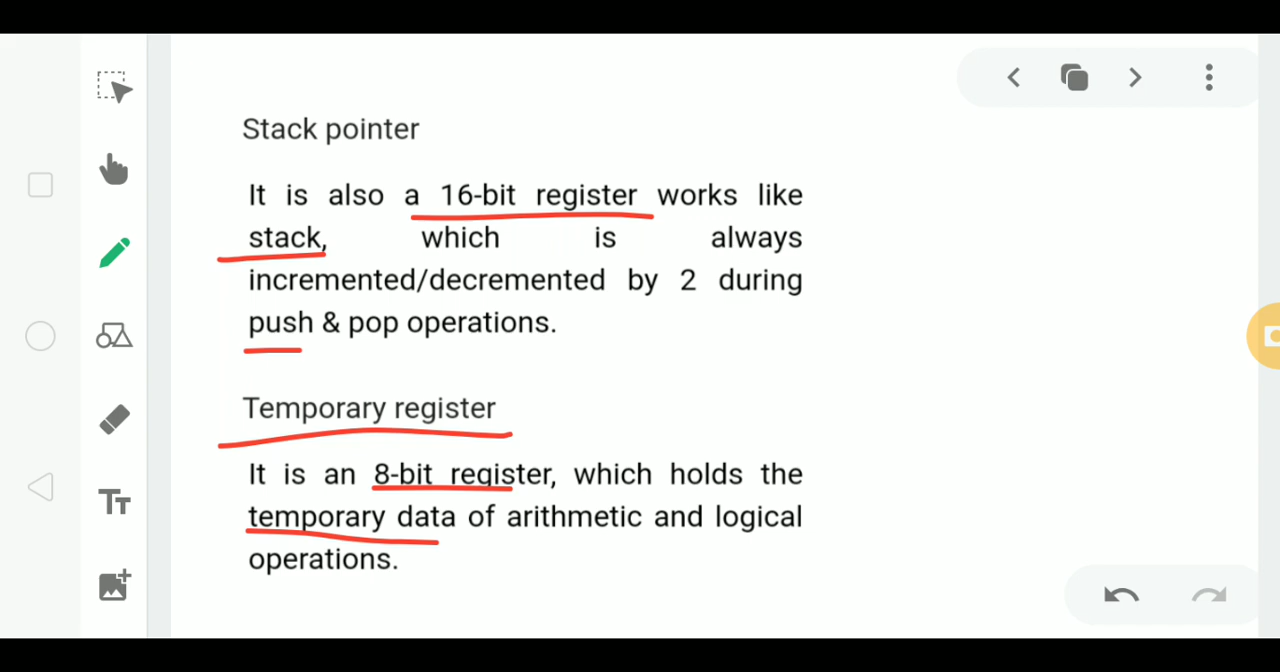 Stack pointer
It is also a 16-bit register works like
stack, which is always
incremented/decremented by 2 during
push & pop operations.
Temporary register
It is an 8-bit register, which holds the
temporary data of arithmetic and logical
operations.
Tт